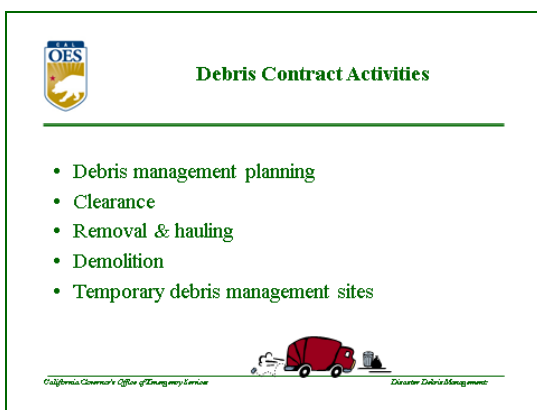 CAL
OES
Debris Contract Activities
• Debris management planning
• Clearance
• Removal & hauling
• Demolition
• Temporary debris management sites
California Governor's Office of Emergency Services
Disaster Debris Management